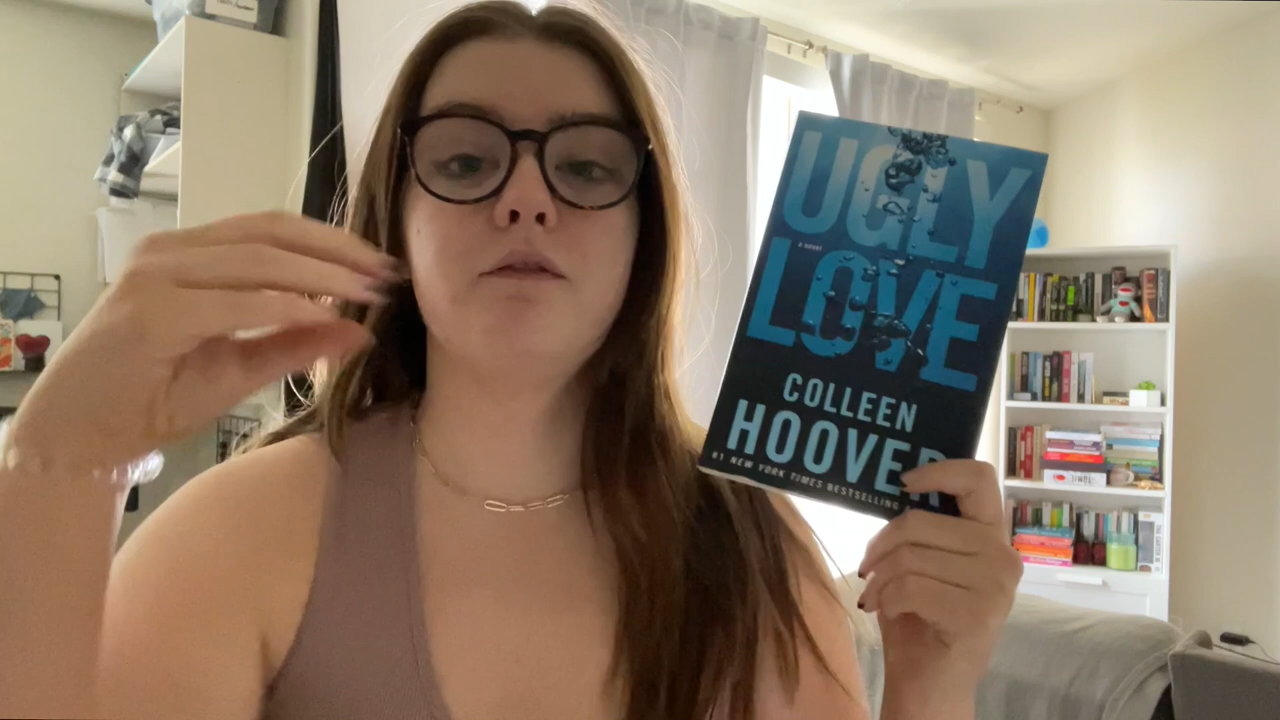 UGLY
a novel
LOVE
COLLEEN
HOOVER
#1 NEW YORK TIMES BESTSELLING